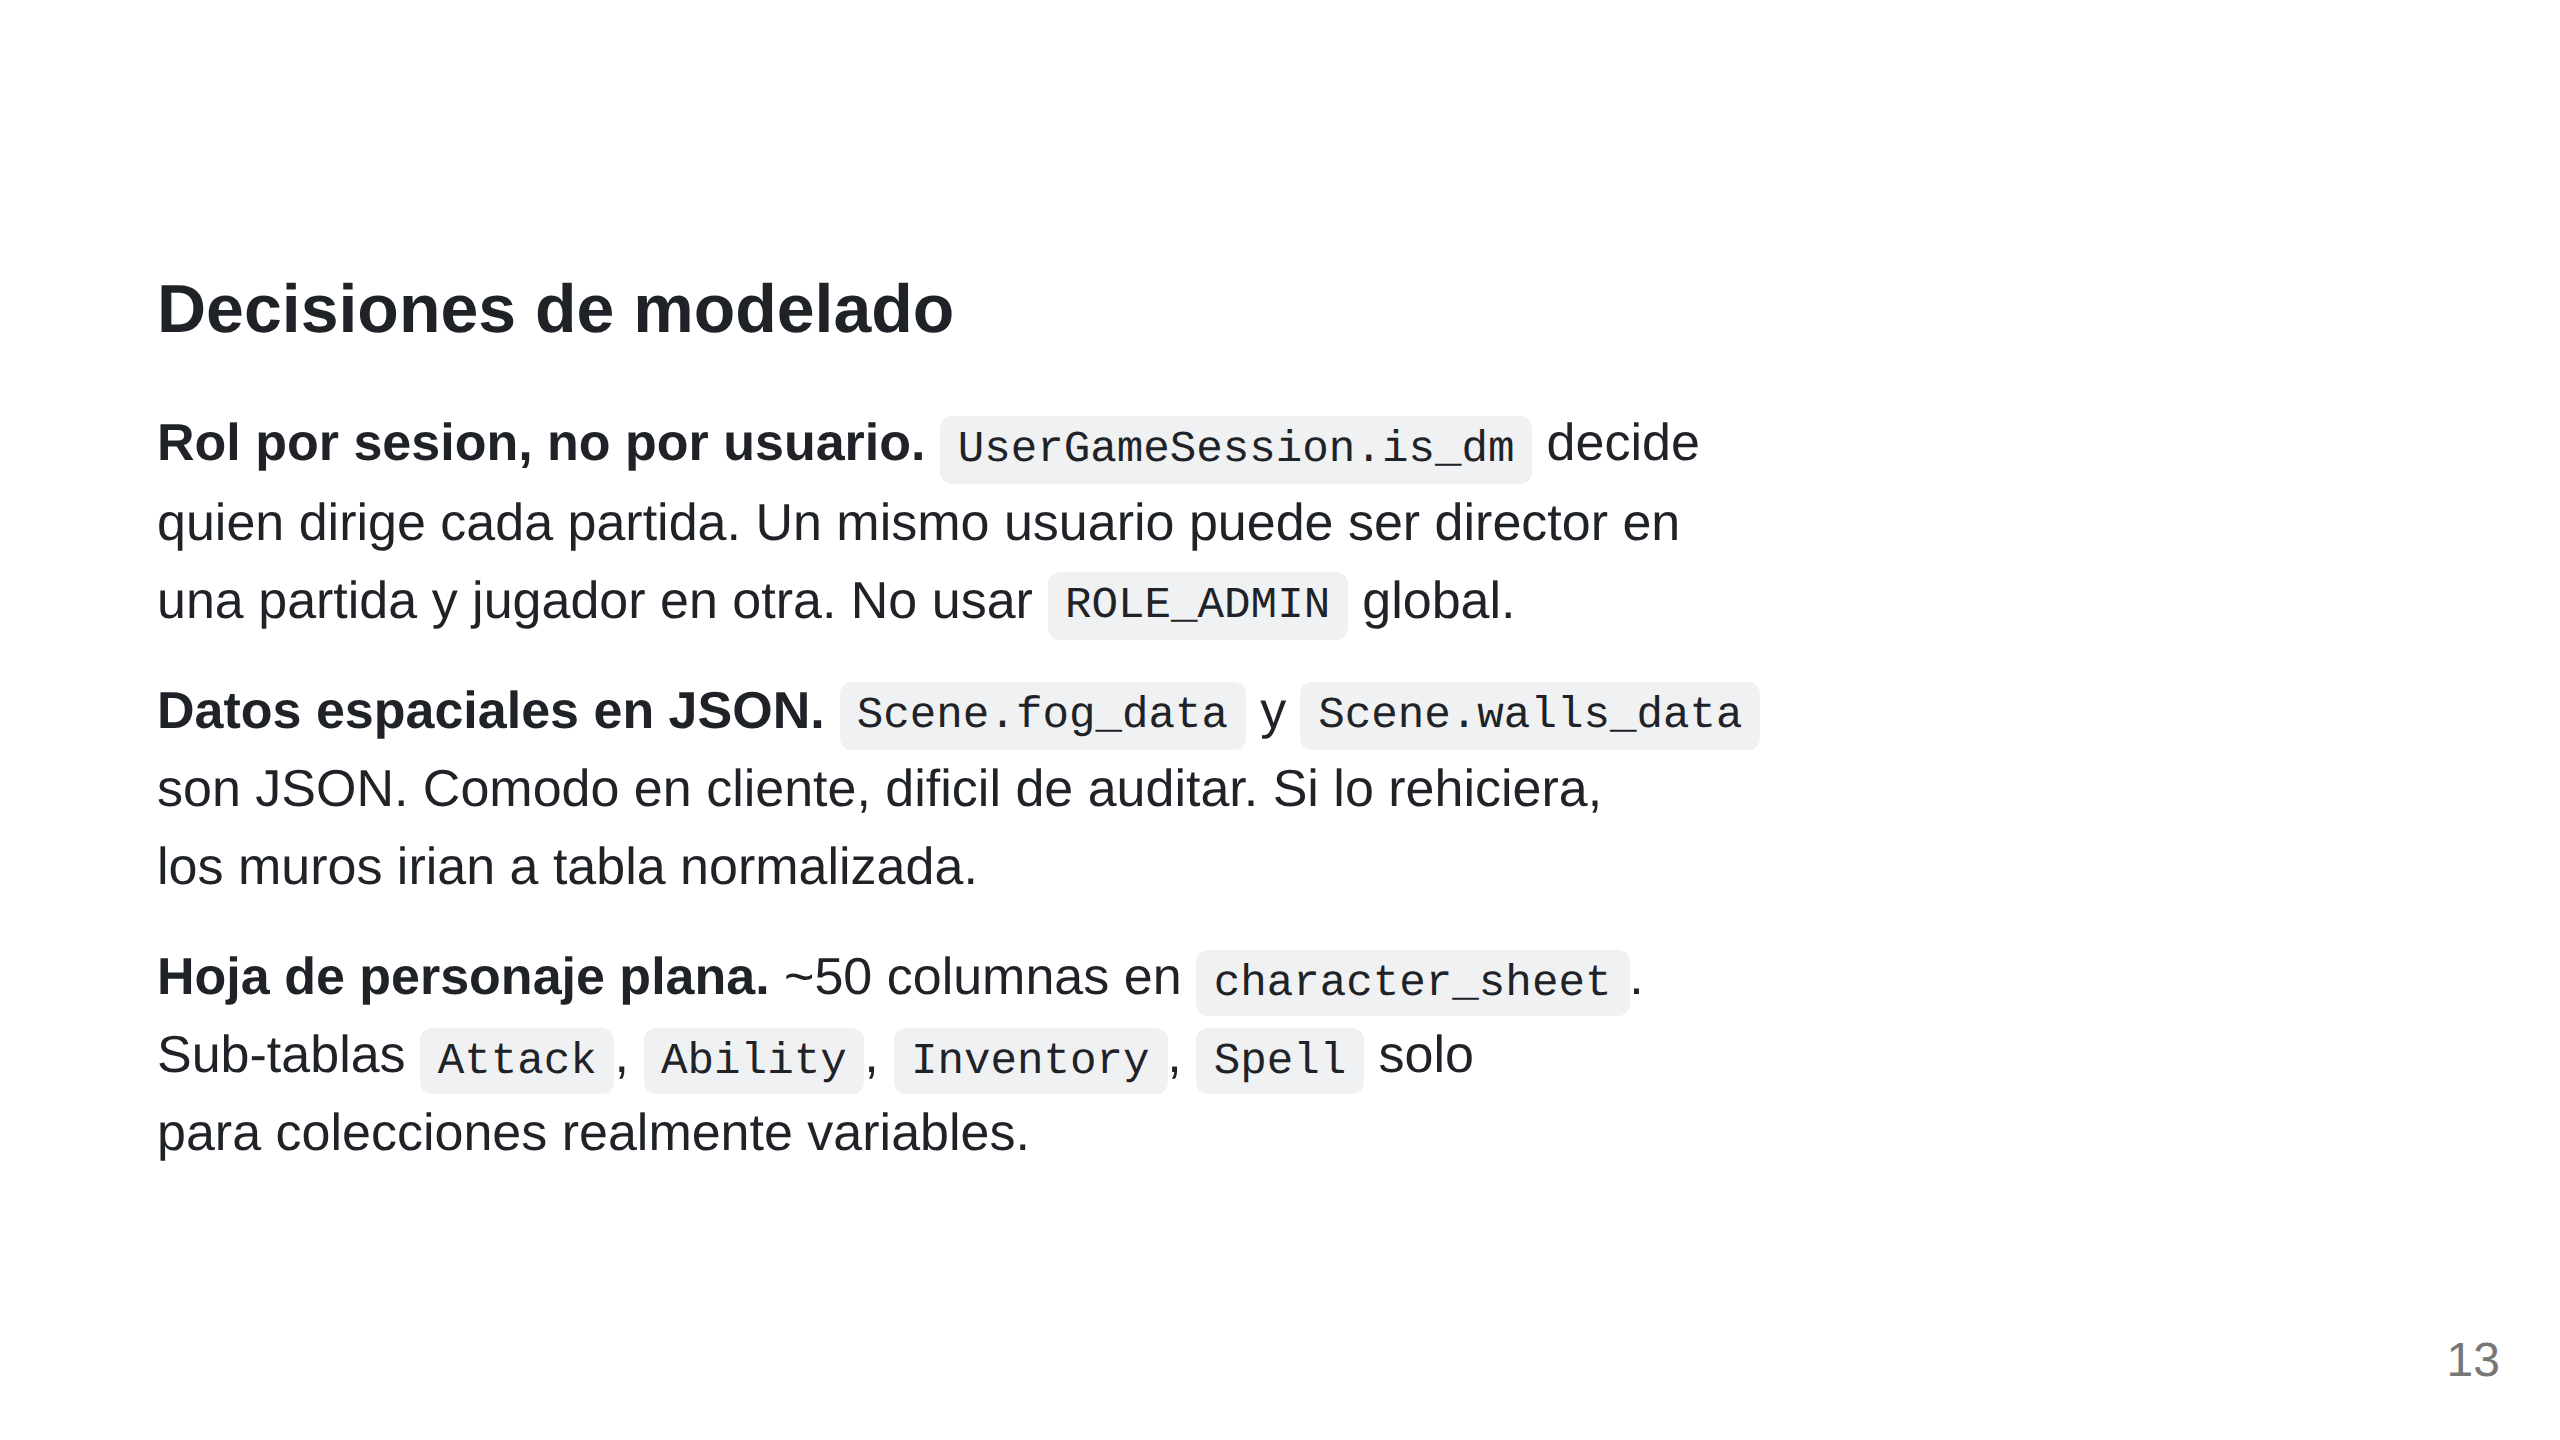 Decisiones de modelado
Rol por sesion, no por usuario. UserGameSession.is_dm decide
quien dirige cada partida. Un mismo usuario puede ser director en
una partida y jugador en otra. No usar ROLE_ADMIN global.
Datos espaciales en JSON. Scene.fog_data y Scene.walls_data
son JSON. Comodo en cliente, dificil de auditar. Si lo rehiciera,
los muros irian a tabla normalizada.
Hoja de personaje plana. ~50 columnas en character_sheet.
Sub-tablas Attack, Ability, Inventory, Spell solo
para colecciones realmente variables.
13